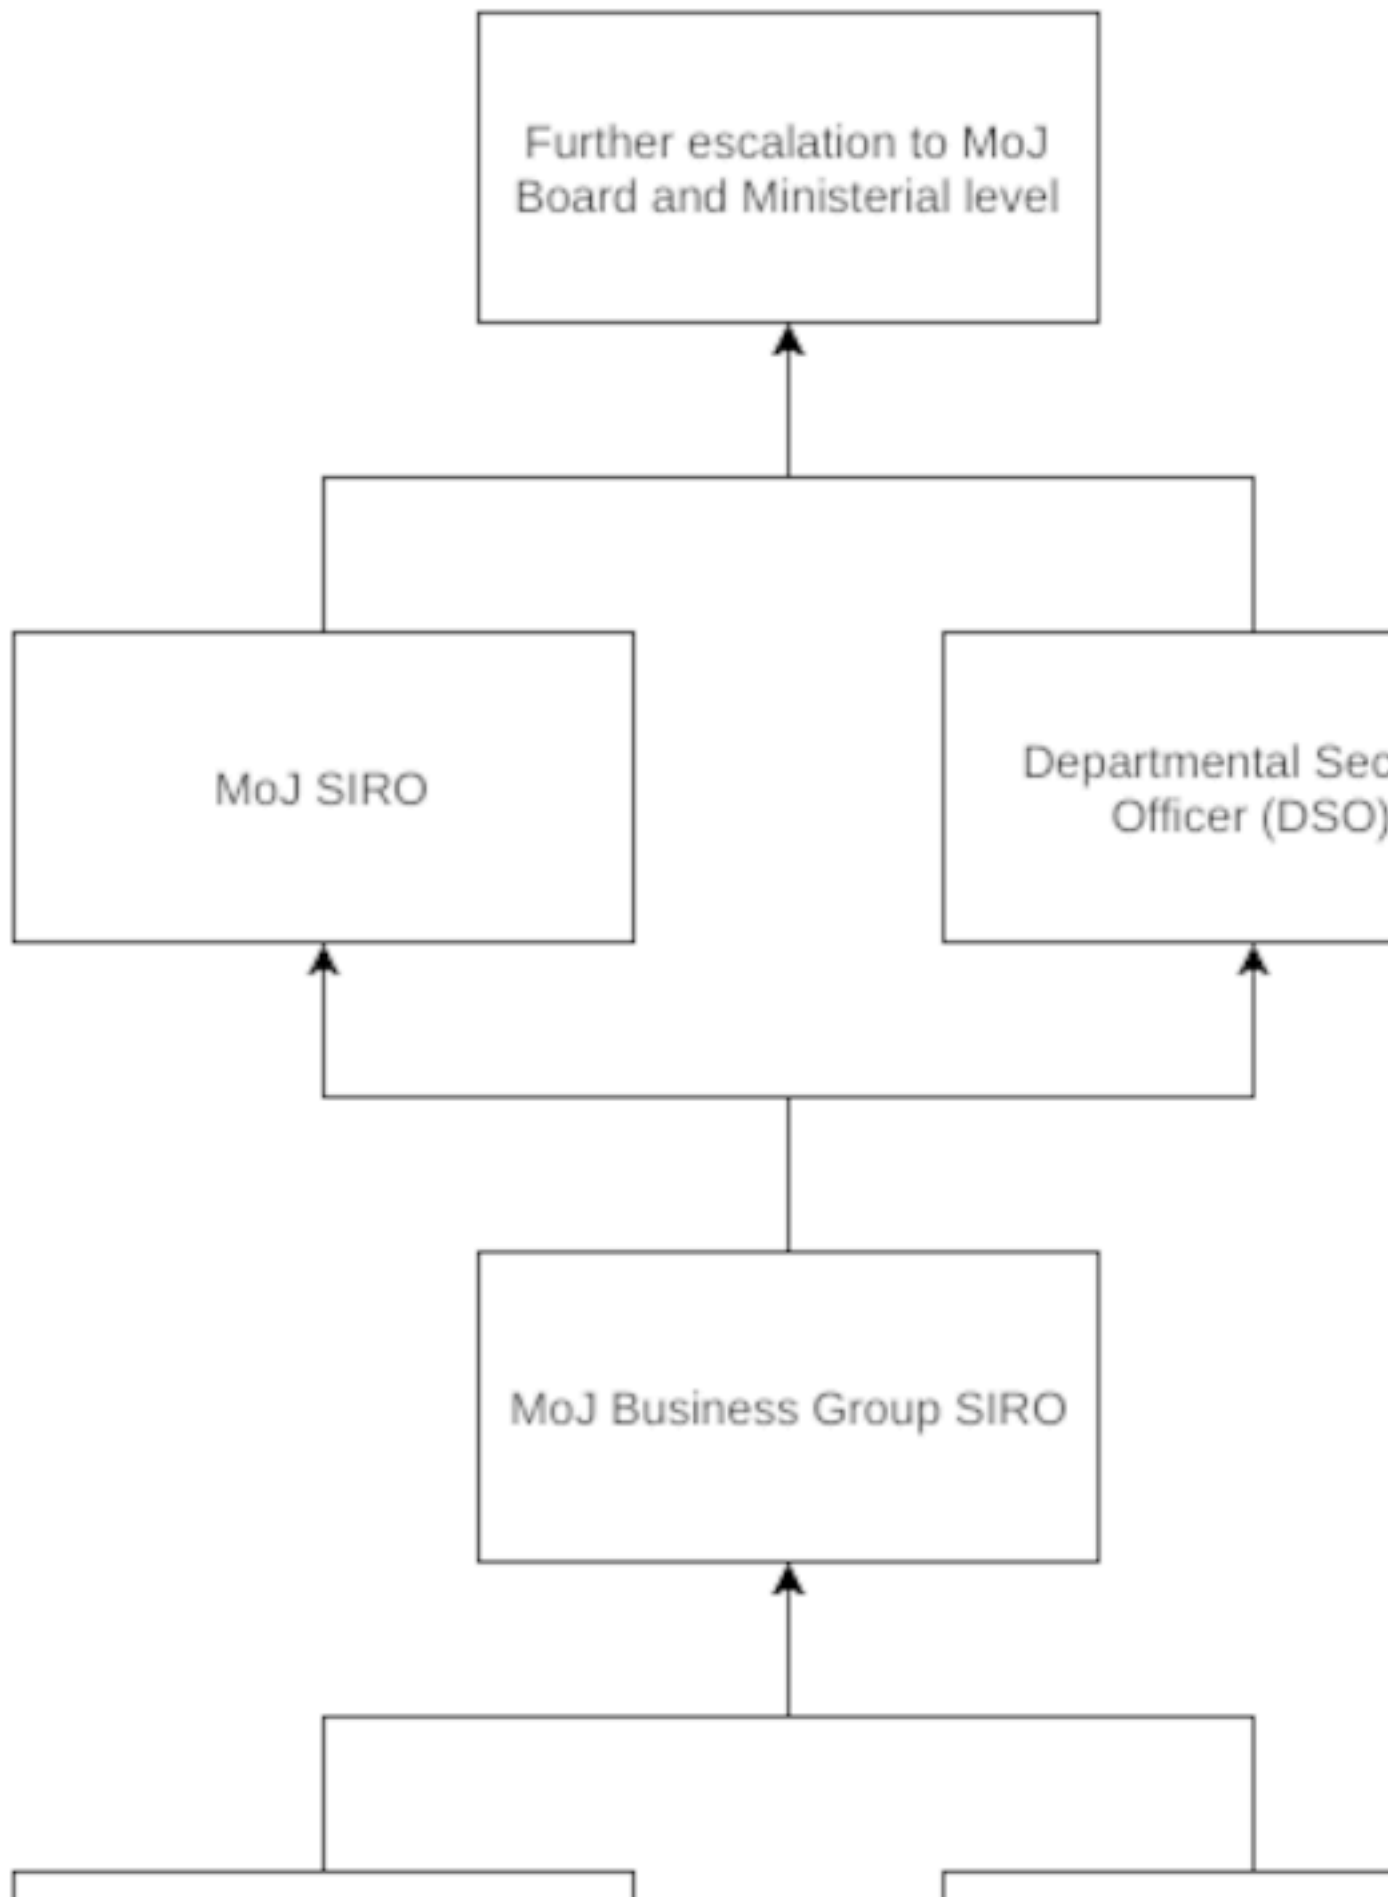 Further escalation to MoJ
Board and Ministerial level
MoJ SIRO
Departmental
Officer (DSO)
MoJ Business Group SIRO